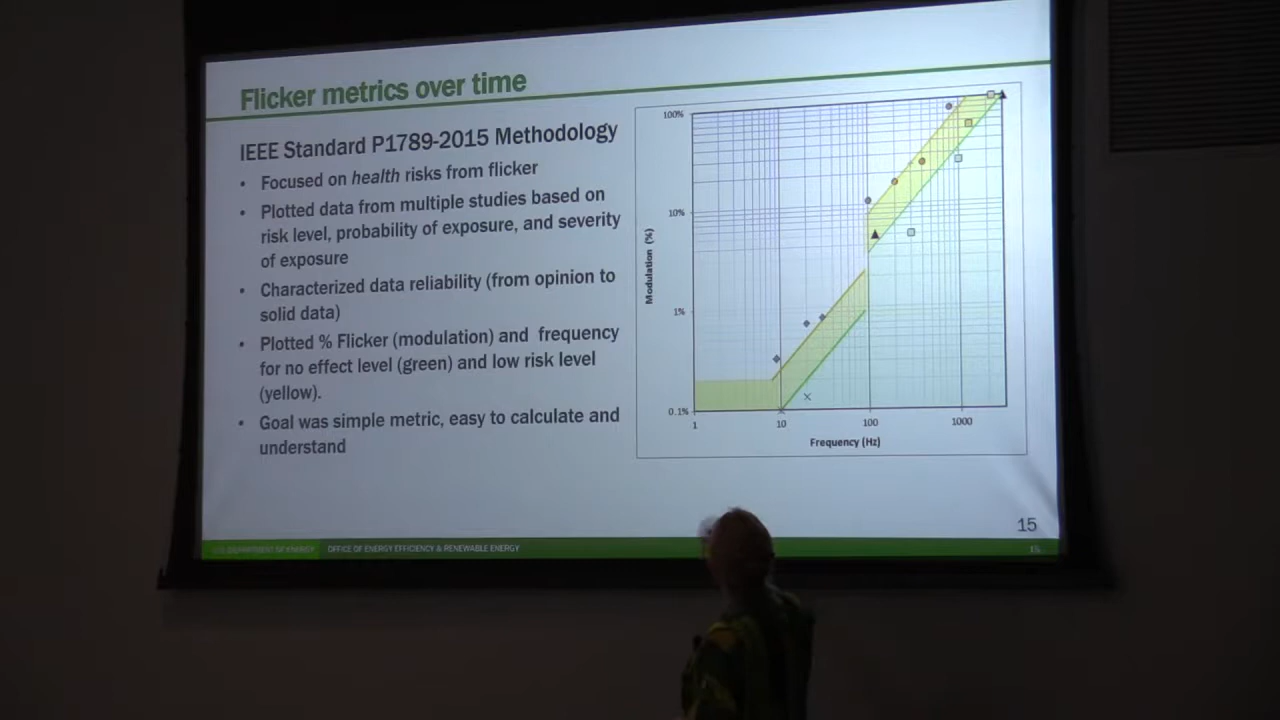 Flicker metrics over time
IEEE Standard P1789-2015 Methodology
• Focused on health risks from flicker
• Plotted data from multiple studies based on
risk level, probability of exposure, and severity
of exposure
• Characterized data reliability (from opinion to
solid data)
• Plotted % Flicker (modulation) and frequency
for no effect level (green) and low risk level
(yellow).
• Goal was simple metric, easy to calculate and
understand
100%
10%
1%
0.1%
Modulation (%)
1 10 100 1000
Frequency (Hz)
15
U.S. DEPARTMENT OF ENERGY OFFICE OF ENERGY EFFICIENCY & RENEWABLE ENERGY
15